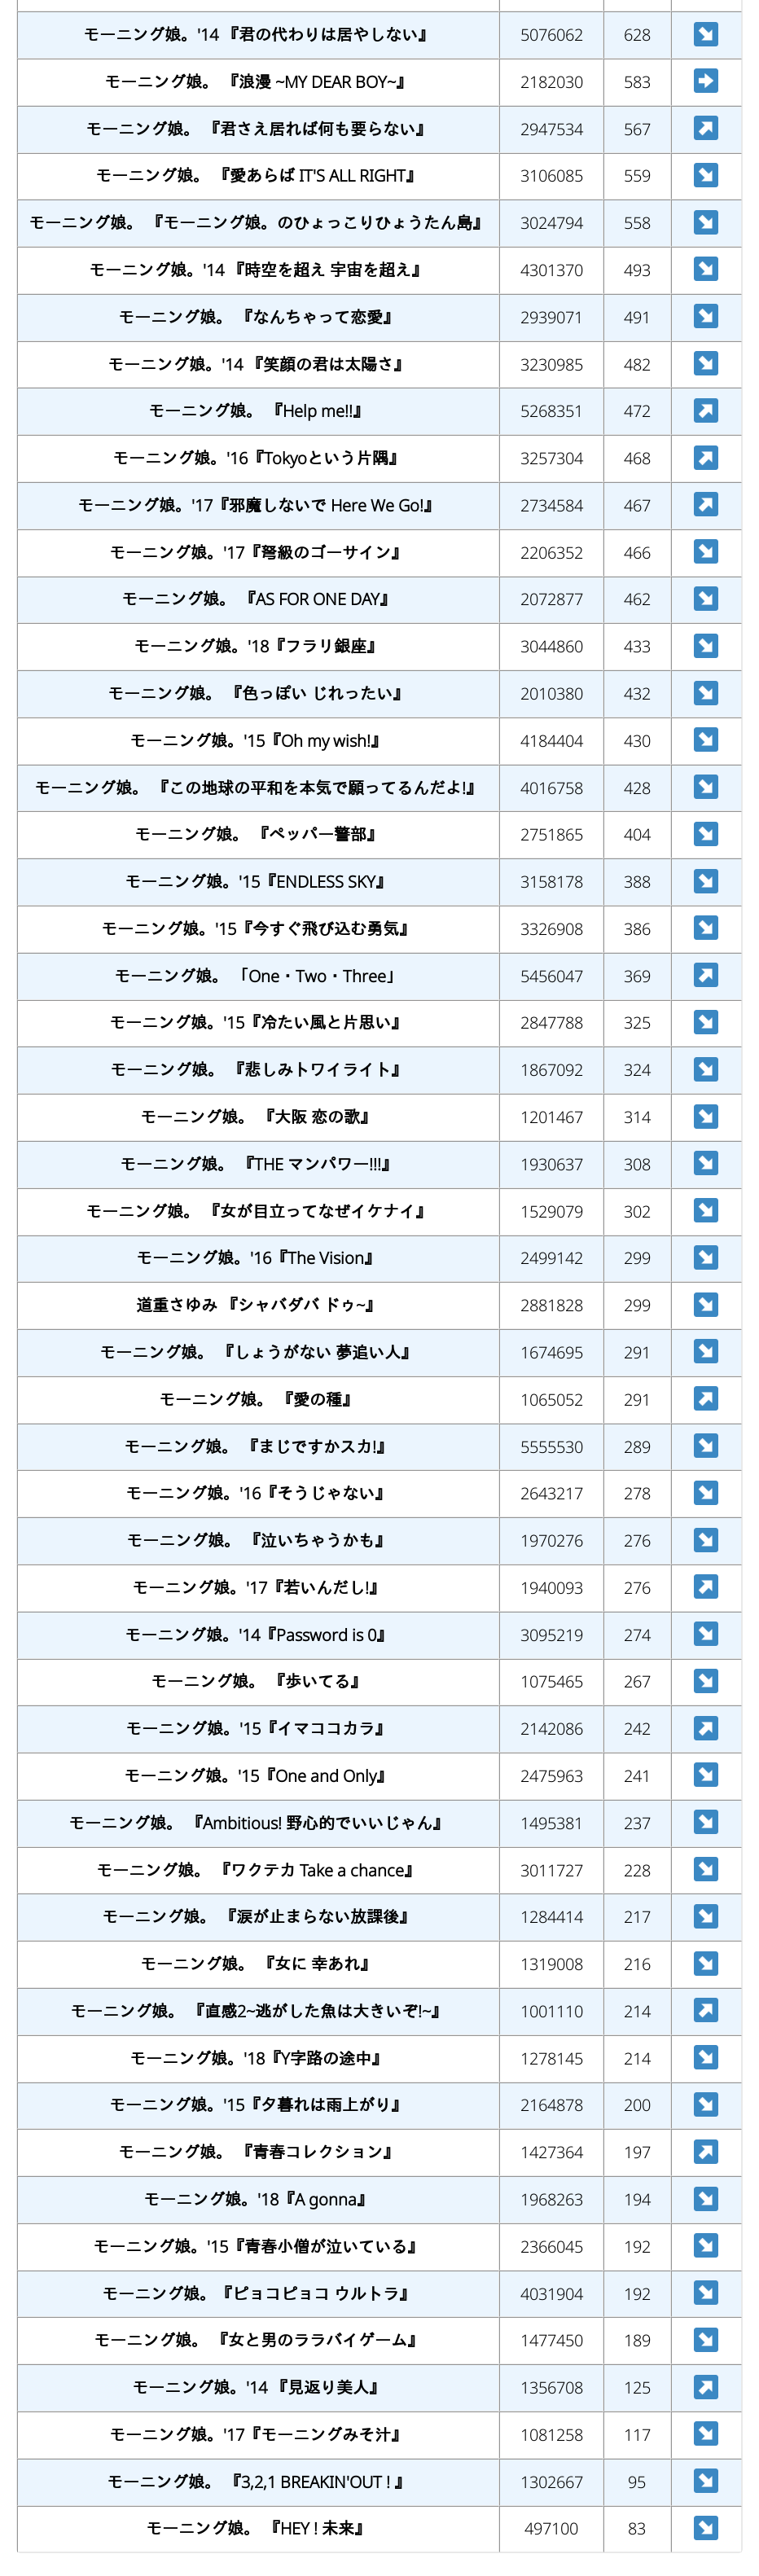 モーニング娘。'14 『君の代わりは居やしない』 5076062 628 ↘
モーニング娘。 『浪漫 ~MY DEAR BOY~』 2182030 583 ➡
モーニング娘。 『君さえ居れば何も要らない』 2947534 567 ↗
モーニング娘。 『愛あらば IT'S ALL RIGHT』 3106085 559 ↘
モーニング娘。 『モーニング娘。のひょっこりひょうたん島』 3024794 558 ↘
モーニング娘。'14 『時空を超え 宇宙を超え』 4301370 493 ↘
モーニング娘。 『なんちゃって恋愛』 2939071 491 ↘
モーニング娘。'14 『笑顔の君は太陽さ』 3230985 482 ↘
モーニング娘。 『Help me!!』 5268351 472 ↗
モーニング娘。'16『Tokyoという片隅』 3257304 468 ↗
モーニング娘。'17『邪魔しないで Here We Go!』 2734584 467 ↗
モーニング娘。'17『弩級のゴーサイン』 2206352 466 ↘
モーニング娘。 『AS FOR ONE DAY』 2072877 462 ↘
モーニング娘。'18『フラリ銀座』 3044860 433 ↘
モーニング娘。 『色っぽい じれったい』 2010380 432 ↘
モーニング娘。'15『Oh my wish!』 4184404 430 ↘
モーニング娘。 『この地球の平和を本気で願ってるんだよ!』 4016758 428 ↘
モーニング娘。 『ペッパー警部』 2751865 404 ↘
モーニング娘。'15『ENDLESS SKY』 3158178 388 ↘
モーニング娘。'15『今すぐ飛び込む勇気』 3326908 386 ↘
モーニング娘。 「One・Two・Three」 5456047 369 ↗
モーニング娘。'15『冷たい風と片思い』 2847788 325 ↘
モーニング娘。 『悲しみトワイライト』 1867092 324 ↘
モーニング娘。 『大阪 恋の歌』 1201467 314 ↘
モーニング娘。 『THE マンパワー!!!』 1930637 308 ↘
モーニング娘。 『女が目立ってなぜイケナイ』 1529079 302 ↘
モーニング娘。'16『The Vision』 2499142 299 ↘
道重さゆみ 『シャバダバ ドゥ~』 2881828 299 ↘
モーニング娘。 『しょうがない 夢追い人』 1674695 291 ↘
モーニング娘。 『愛の種』 1065052 291 ↗
モーニング娘。 『まじですかスカ!』 5555530 289 ↘
モーニング娘。'16『そうじゃない』 2643217 278 ↘
モーニング娘。 『泣いちゃうかも』 1970276 276 ↘
モーニング娘。'17『若いんだし!』 1940093 276 ↗
モーニング娘。'14『Password is 0』 3095219 274 ↘
モーニング娘。 『歩いてる』 1075465 267 ↘
モーニング娘。'15『イマココカラ』 2142086 242 ↗
モーニング娘。'15『One and Only』 2475963 241 ↘
モーニング娘。 『Ambitious! 野心的でいいじゃん』 1495381 237 ↘
モーニング娘。 『ワクテカ Take a chance』 3011727 228 ↘
モーニング娘。 『涙が止まらない放課後』 1284414 217 ↘
モーニング娘。 『女に 幸あれ』 1319008 216 ↘
モーニング娘。 『直感2~逃がした魚は大きいぞ!~』 1001110 214 ↗
モーニング娘。'18『Y字路の途中』 1278145 214 ↘
モーニング娘。'15『夕暮れは雨上がり』 2164878 200 ↘
モーニング娘。 『青春コレクション』 1427364 197 ↗
モーニング娘。'18『A gonna』 1968263 194 ↘
モーニング娘。'15『青春小僧が泣いている』 2366045 192 ↘
モーニング娘。『ピョコピョコ ウルトラ』 4031904 192 ↘
モーニング娘。 『女と男のララバイゲーム』 1477450 189 ↘
モーニング娘。'14 『見返り美人』 1356708 125 ↗
モーニング娘。'17『モーニングみそ汁』 1081258 117 ↘
モーニング娘。 『3,2,1 BREAKIN'OUT ! 』 1302667 95 ↘
モーニング娘。 『HEY ! 未来』 497100 83 ↘